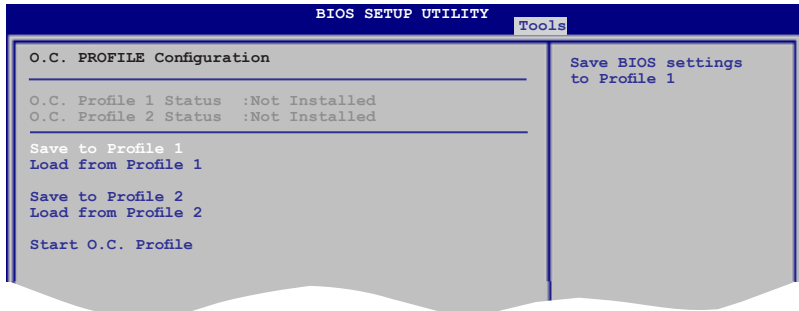 BIOS SETUP UTILITY
Tools
O.C. PROFILE Configuration
O.C. Profile 1 Status :Not Installed
O.C. Profile 2 Status :Not Installed
Save to Profile 1
Load from Profile 1
Save to Profile 2
Load from Profile 2
Start O.C. Profile
Save BIOS settings
to Profile 1